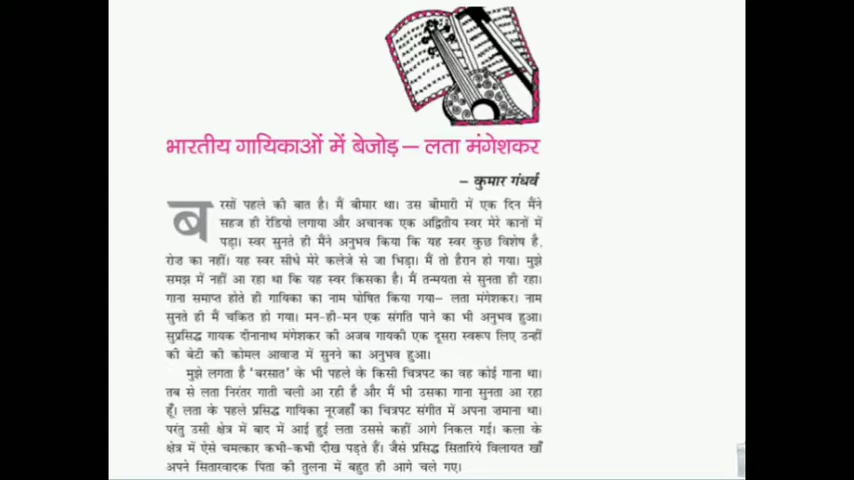 भारतीय गायिकाओं में बेजोड़ – लता मंगेशकर
– कुमार गंधर्व
बरसों पहले की बात है। मैं बीमार था। उस बीमारी में एक दिन मैंने
सहज ही रेडियो लगाया और अचानक एक अद्वितीय स्वर मेरे कानों में
पड़ा। स्वर सुनते ही मैंने अनुभव किया कि यह स्वर कुछ विशेष है,
रोज़ का नहीं। यह स्वर सीधे मेरे कलेजे से जा भिड़ा। मैं तो हैरान हो गया। मुझे
समझ में नहीं आ रहा था कि यह स्वर किसका है। मैं तन्मयता से सुनता ही रहा।
गाना समाप्त होते ही गायिका का नाम घोषित किया गया– लता मंगेशकर। नाम
सुनते ही मैं चकित हो गया। मन-ही-मन एक संगति पाने का भी अनुभव हुआ।
सुप्रसिद्ध गायक दीनानाथ मंगेशकर की अजब गायकी एक दूसरा स्वरूप लिए उन्हीं
की बेटी की कोमल आवाज़ में सुनने का अनुभव हुआ।
मुझे लगता है 'बरसात' के भी पहले के किसी चित्रपट का वह कोई गाना था।
तब से लता निरंतर गाती चली आ रही है और मैं भी उसका गाना सुनता आ रहा
हूँ। लता के पहले प्रसिद्ध गायिका नूरजहाँ का चित्रपट संगीत में अपना ज़माना था।
परंतु उसी क्षेत्र में बाद में आई हुई लता उससे कहीं आगे निकल गई। कला के
क्षेत्र में ऐसे चमत्कार कभी-कभी दीख पड़ते हैं। जैसे प्रसिद्ध सितारिये विलायत खाँ
अपने सितारवादक पिता की तुलना में बहुत ही आगे चले गए।